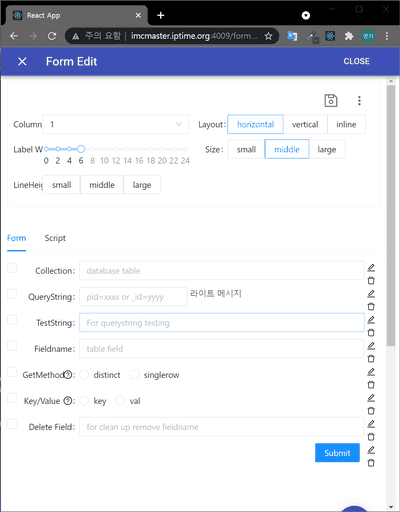 React App
주의 요함
imcmaster.iptime.org:4009/form...
Form Edit
CLOSE
Column
1
Layout:
horizontal
vertical
inline
Label W
0 2 4 6 8 10 12 14 16 18 20 22 24
Size:
small
middle
large
LineHeig
small
middle
large
Form
Script
Collection:
database table
QueryString:
pid=xxxx or _id=yyyy
라이트 메시지
TestString:
For querystring testing
Fieldname:
table field
GetMethod
distinct
singlerow
Key/Value
key
val
Delete Field:
for clean up remove fieldname
Submit